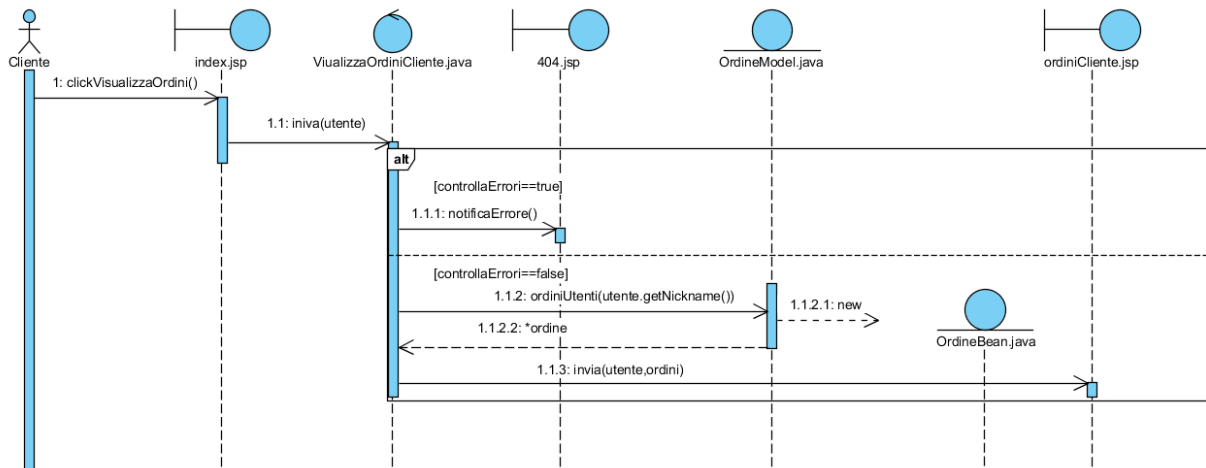 Cliente
index.jsp
ViualizzaOrdiniCliente.java
404.jsp
OrdineModel.java
ordiniCliente.jsp
1: clickVisualizzaOrdini()
1.1: iniva(utente)
alt
[controllaErrori==true]
1.1.1: notificaErrore()
[controllaErrori==false]
1.1.2: ordiniUtenti(utente.getNickname())
1.1.2.1: new
1.1.2.2: *ordine
OrdineBean.java
1.1.3: invia(utente,ordini)